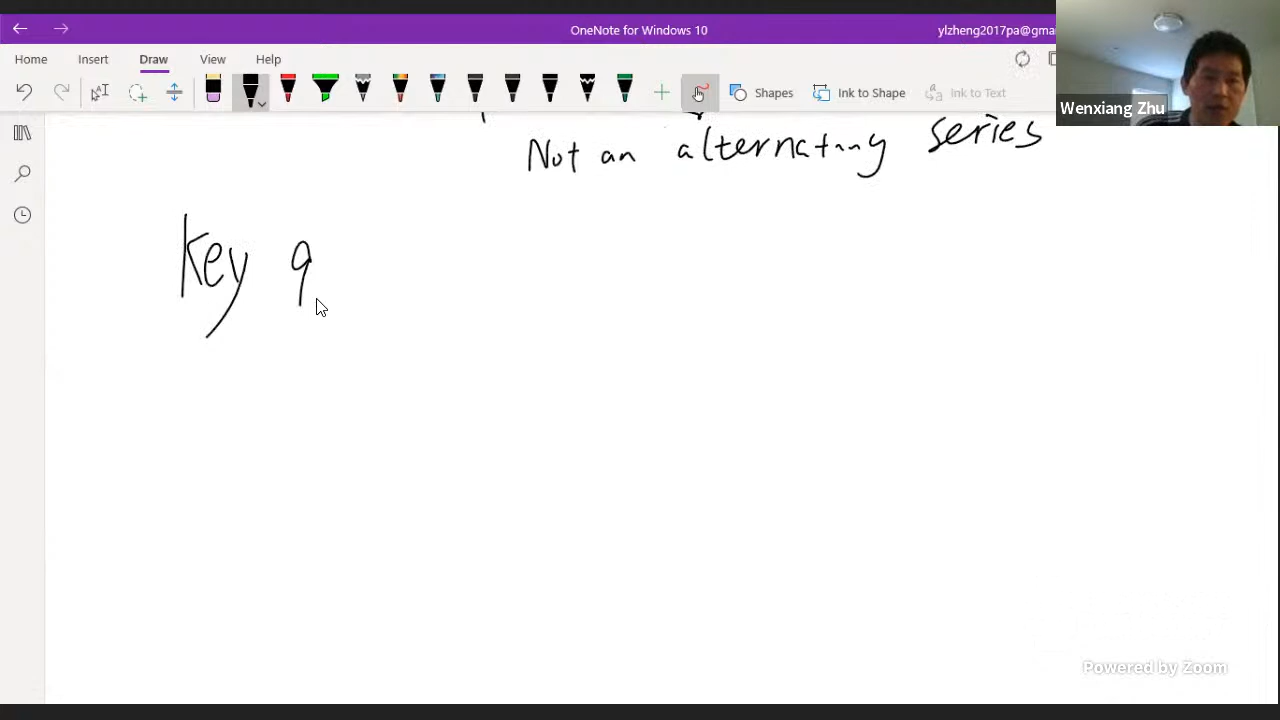 OneNote for Windows 10
ylzheng2017pa@gma
Home Insert Draw View Help
Shapes Ink to Shape Ink to Text
Wenxiang Zhu
Not an alternating series
Key q
Powered by Zoom